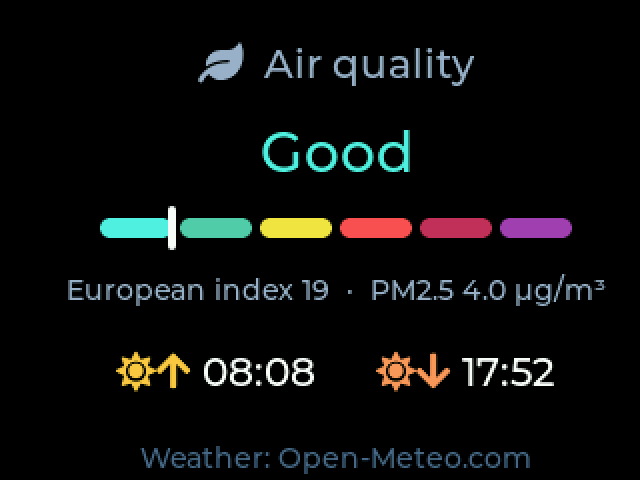 Air quality
Good
European index 19 · PM2.5 4.0 µg/m³
08:08 17:52
Weather: Open-Meteo.com